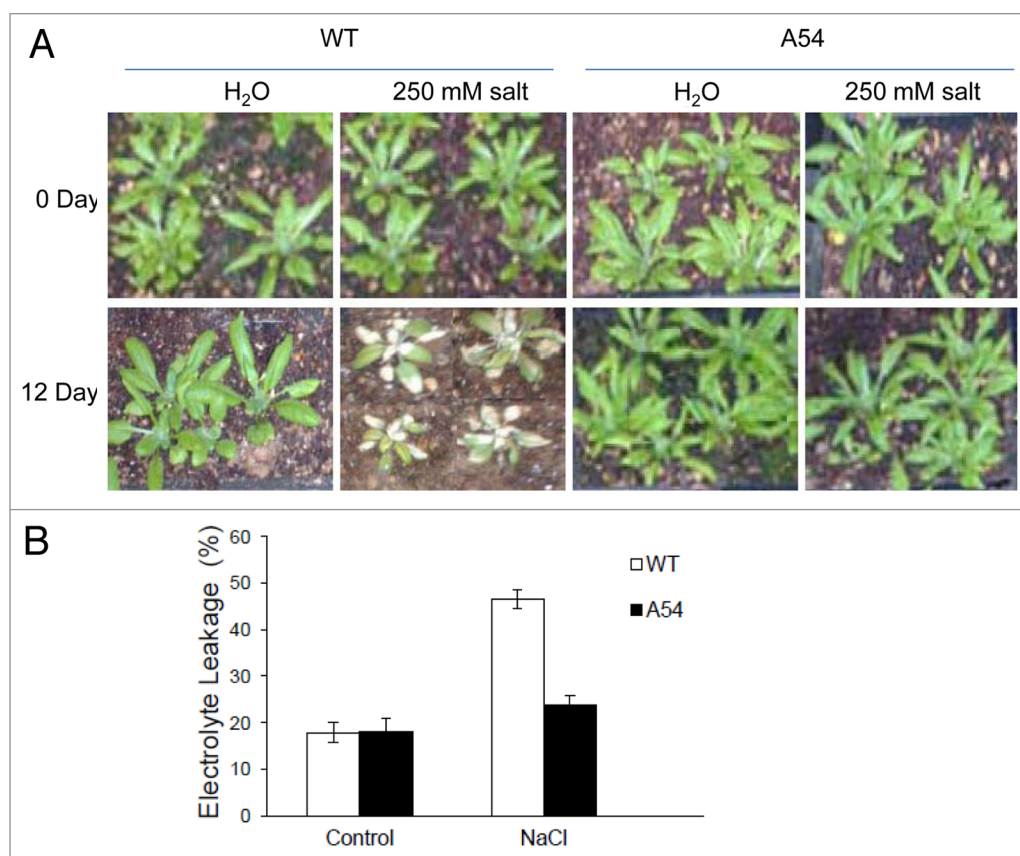 A
WT A54
H₂O 250 mM salt H₂O 250 mM salt
0 Day
12 Day
B
Electrolyte Leakage (%)
60
50
40
30
20
10
0
WT
A54
Control NaCl